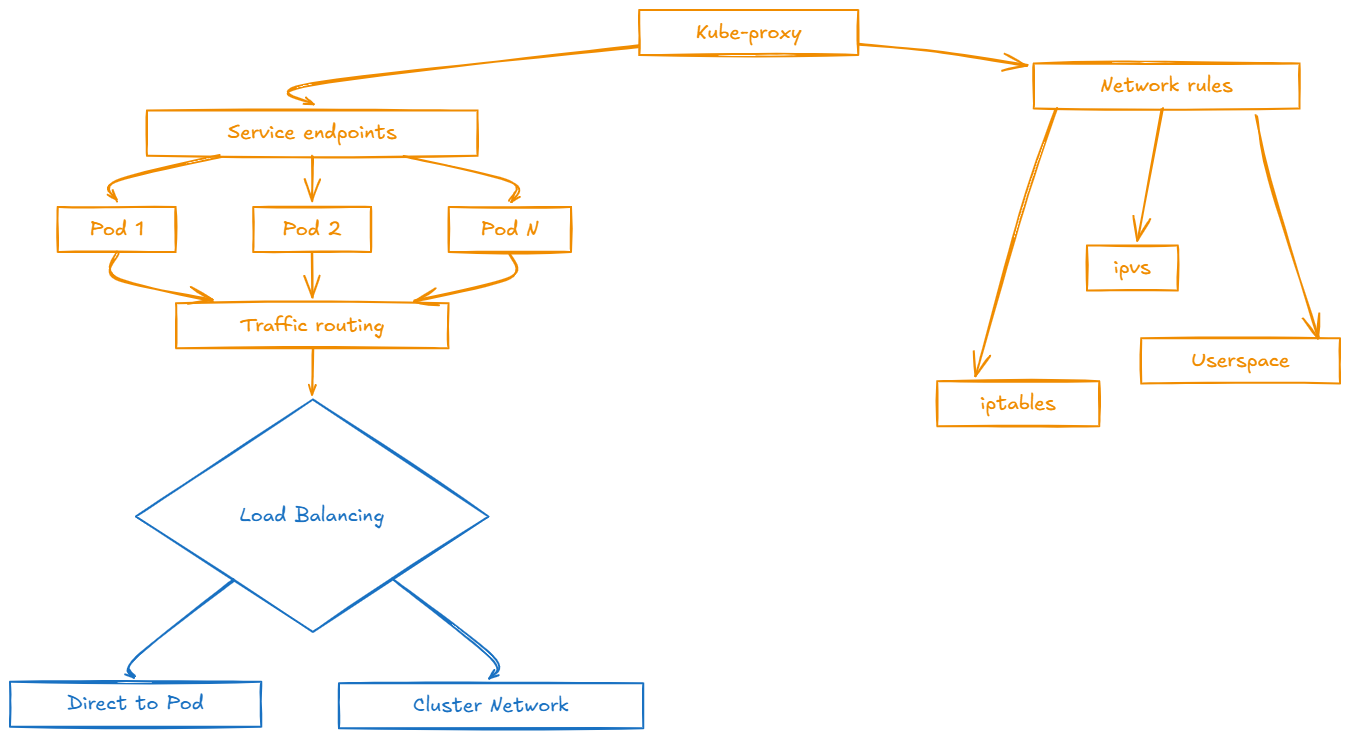 Kube-proxy
Network rules
Service endpoints
Pod 1
Pod 2
Pod N
ipvs
Traffic routing
Userspace
iptables
Load Balancing
Direct to Pod
Cluster Network